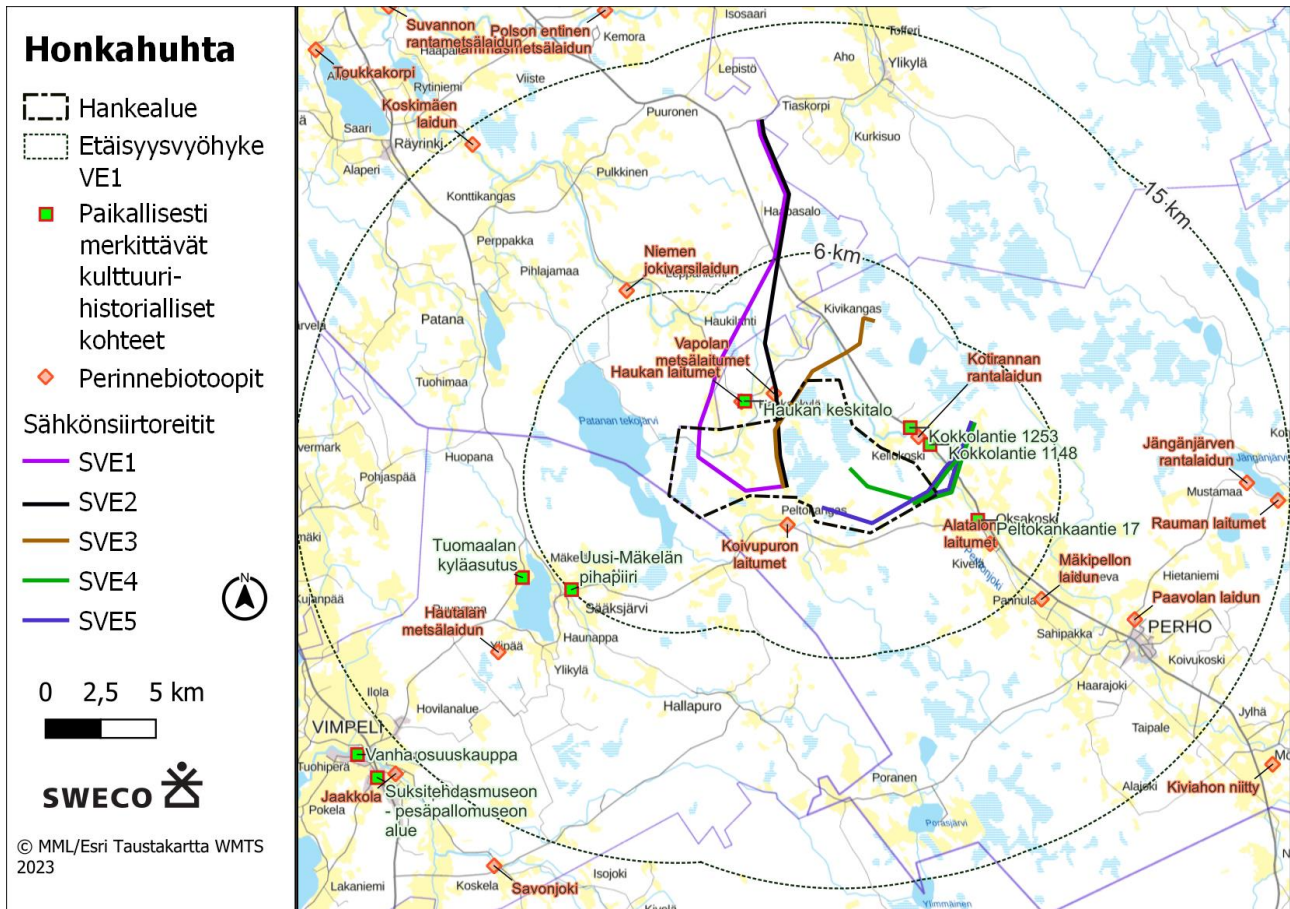 Honkahuhta
Hankealue
Etäisyysvyöhyke
VE1
Paikallisesti
merkittävät
kulttuuri-
historialliset
kohteet
Perinnebiotoopit
Sähkönsiirtoreitit
SVE1
SVE2
SVE3
SVE4
SVE5
N
0 2,5 5 km
SWECO
© MML/Esri Taustakartta WMTS
2023
Suvannon
rantametsälaidun
Polson entinen
Kemora
Isosaari
Lepistö
Aho
Ylikylä
Toukkakorpi
Rytiniemi
Viiste
Koskimäen
laidun
Puuronen
Tiaskorpi
Kurkisuo
Saari
Räyrinki
Alaperi
Pulkkinen
Konttikangas
Perppakka
Pihlajamaa
Niemen
jokivarsilaidun
15 km
6 km
Kivikangas
Patana
Haukilahti
Vapolan
metsälaitumet
Haukan laitumet
Haukan keskitalo
Kotirannan
rantalaidun
Tuohimaa
Patanan tekojärvi
Kokkolantie 1253
Kokkolantie 1148
Kellokoski
Jängänjärven
rantalaidun
Jängänjärvi
Mustamaa
Rauman laitumet
Huopana
Pohjaspää
Peltokangas
Koivupuron
laitumet
Alatalon
laitumet
Oksakoski
Peltokankaantie 17
Perhonjoki
Kivelä
Mäkipellon
laidun
Hietaniemi
Pannula
Paavolan laidun
PERHO
Sahipakka
Koivukoski
Haarajoki
Tuomaalan
kyläasutus
Uusi-Mäkelän
pihapiiri
Sääksjärvi
Haunappa
Ylikylä
Hautalan
metsälaidun
Ylipää
Ilola
Hovilanalue
Hallapuro
Taipale
Jylhä
VIMPELI
Vanha osuuskauppa
Tuohiperä
Jaakkola
Suksitehdasmuseon
- pesäpallomuseon
alue
Pokela
Poranen
Porasjärvi
Alajoki
Kiviahon niitty
Savonjoki
Lakaniemi
Koskela
Isojoki
Ylimmäinen